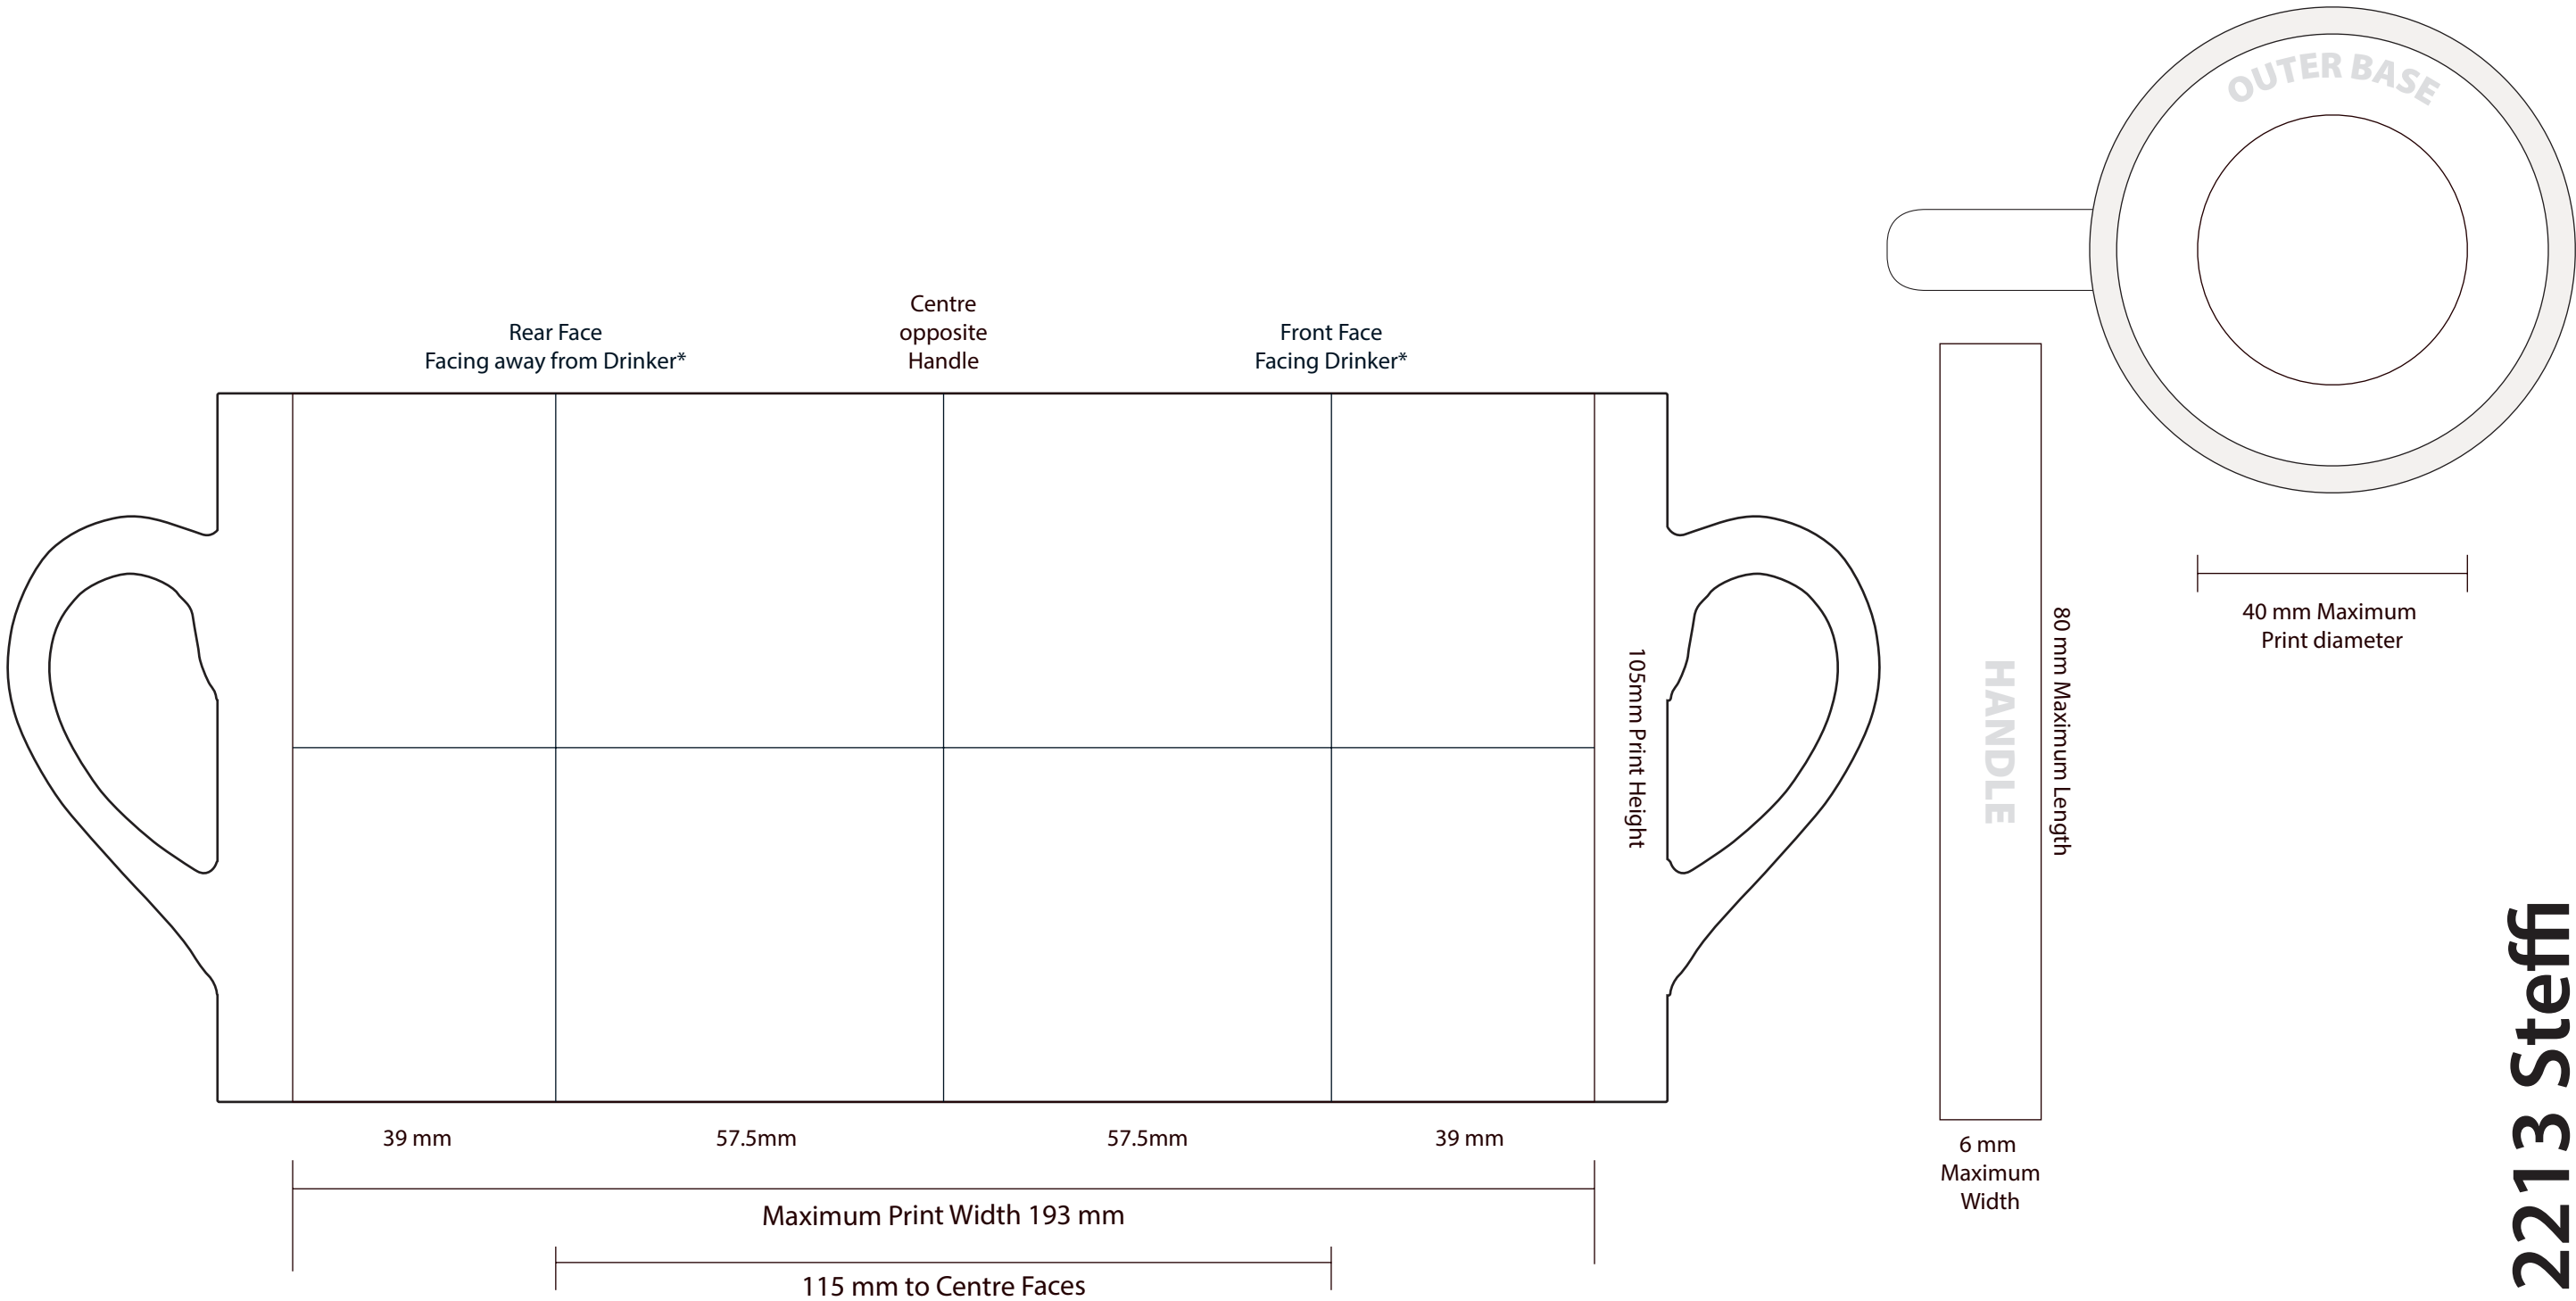 OUTER BASE
Centre
opposite
Handle
Rear Face
Facing away from Drinker*
Front Face
Facing Drinker*
40 mm Maximum
Print diameter
105mm Print Height
HANDLE
80 mm Maximum Length
39 mm
57.5mm
57.5mm
39 mm
6 mm
Maximum
Width
Maximum Print Width 193 mm
115 mm to Centre Faces
2213 Steffi